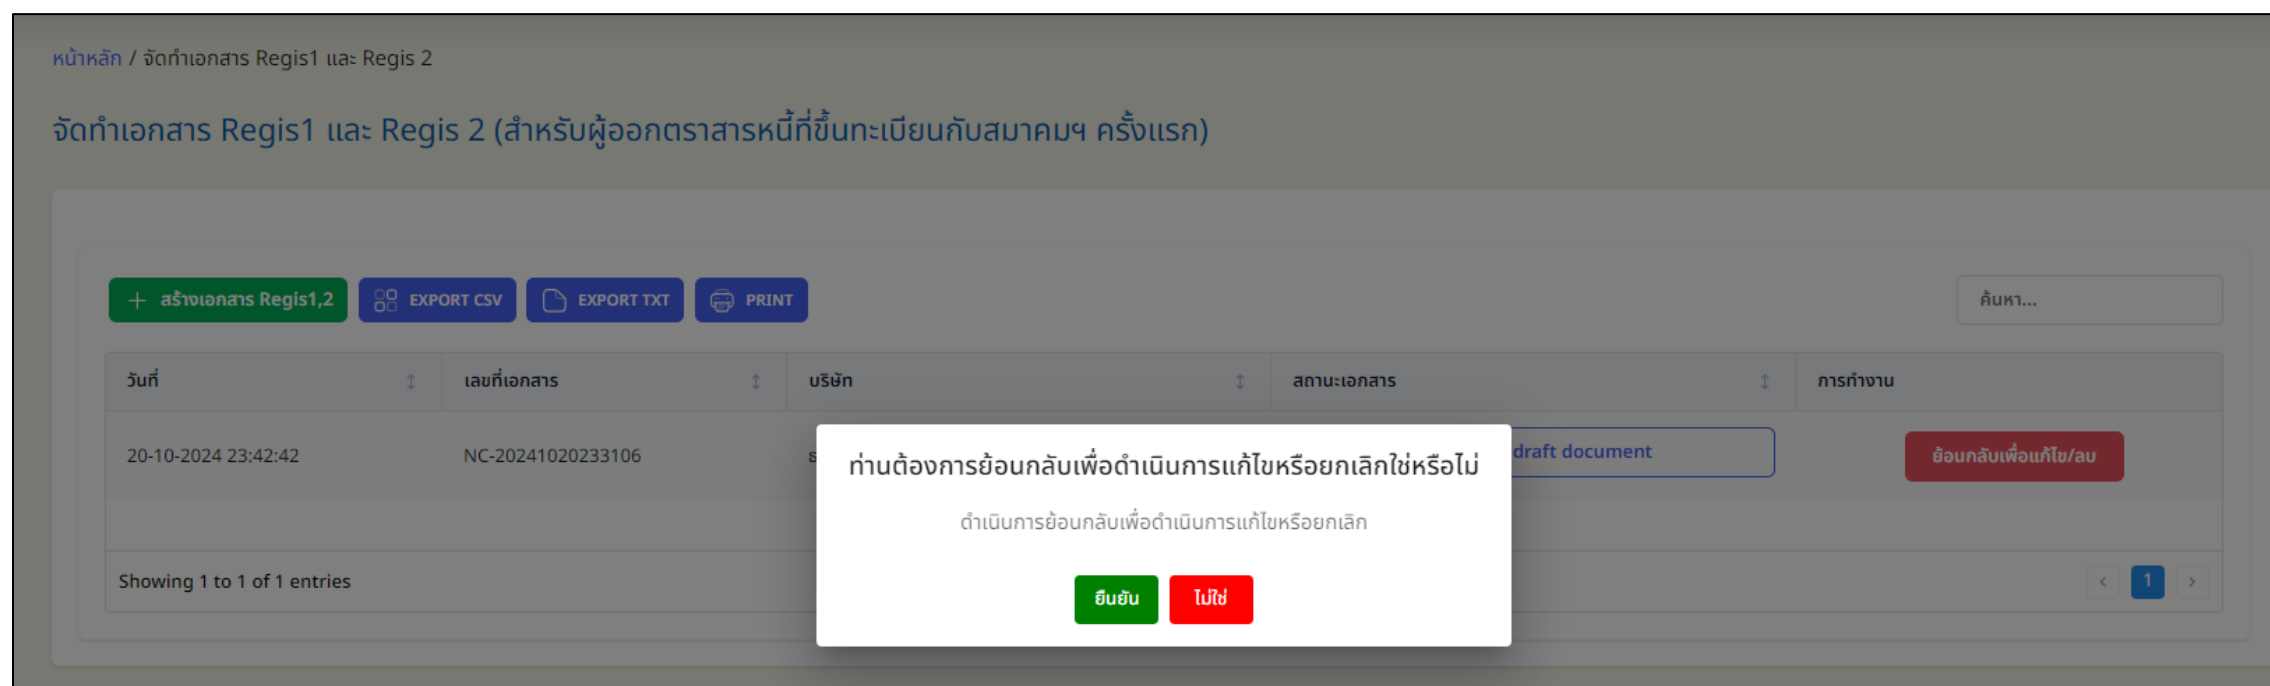 หน้าหลัก / จัดทำเอกสาร Regis1 และ Regis 2
จัดทำเอกสาร Regis1 และ Regis 2 (สำหรับผู้ออกตราสารหนี้ที่ขึ้นทะเบียนกับสมาคมฯ ครั้งแรก)
สร้างเอกสาร Regis1,2 EXPORT CSV EXPORT TXT PRINT ค้นหา...
วันที่ เลขที่เอกสาร บริษัท สถานะเอกสาร การทำงาน
20-10-2024 23:42:42 NC-20241020233106 draft document ย้อนกลับเพื่อแก้ไข/ลบ
ท่านต้องการย้อนกลับเพื่อดำเนินการแก้ไขหรือยกเลิกใช่หรือไม่
ดำเนินการย้อนกลับเพื่อดำเนินการแก้ไขหรือยกเลิก
ยืนยัน ไม่ใช่
Showing 1 to 1 of 1 entries < 1 >